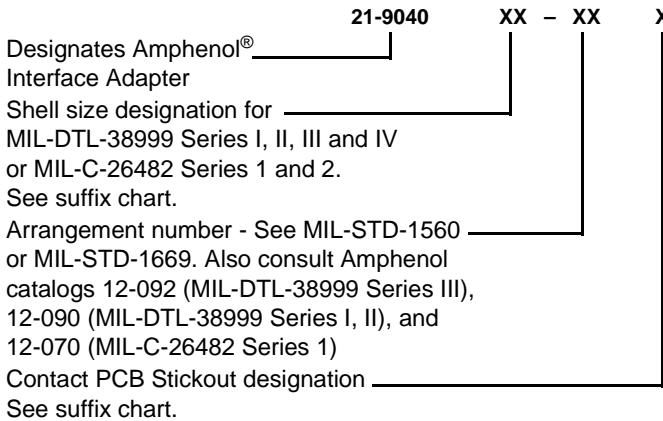 21-9040 XX – XX X
Designates Amphenol®
Interface Adapter
Shell size designation for
MIL-DTL-38999 Series I, II, III and IV
or MIL-C-26482 Series 1 and 2.
See suffix chart.
Arrangement number - See MIL-STD-1560
or MIL-STD-1669. Also consult Amphenol
catalogs 12-092 (MIL-DTL-38999 Series III),
12-090 (MIL-DTL-38999 Series I, II), and
12-070 (MIL-C-26482 Series 1)
Contact PCB Stickout designation
See suffix chart.